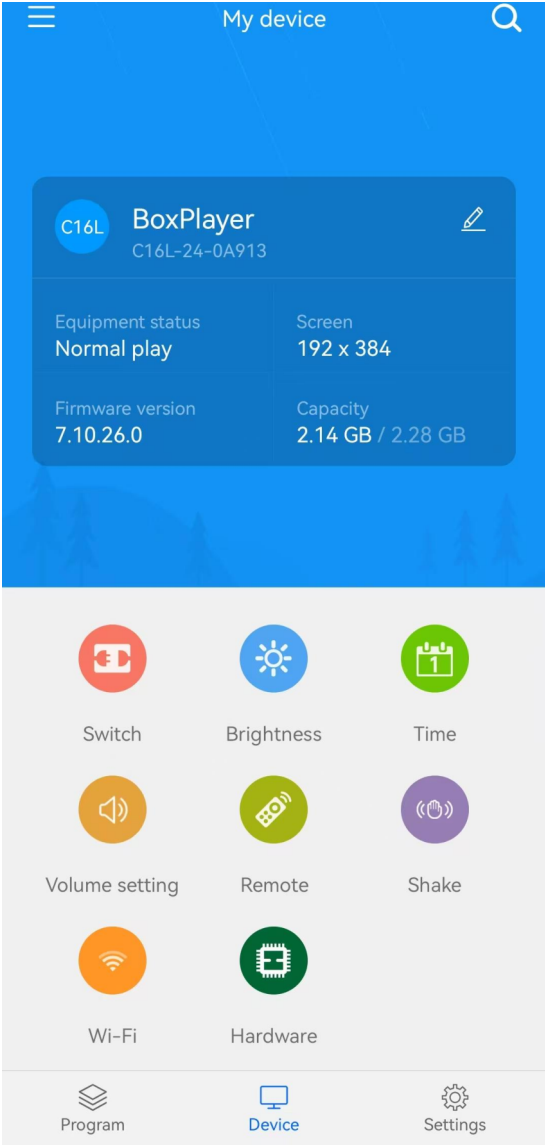 My device
C16L
BoxPlayer
C16L-24-0A913
Equipment status
Normal play
Screen
192 x 384
Firmware version
7.10.26.0
Capacity
2.14 GB / 2.28 GB
1
Switch
Brightness
Time
Volume setting
Remote
Shake
Wi-Fi
Hardware
Program
Device
Settings